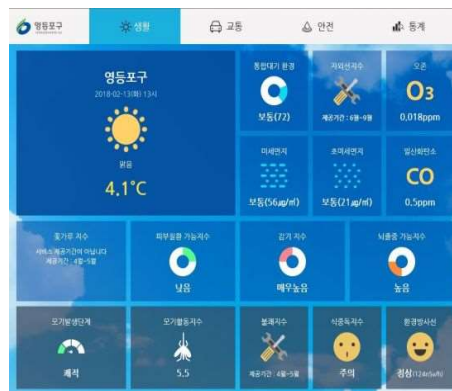 영등포구
생활
교통
안전
통계
영등포구
2018-02-13(화) 13시
맑음
4.1°C
통합대기 환경
보통(72)
자외선지수
제공기간 : 6월~9월
오존
O3
0.018ppm
미세먼지
보통(56㎍/㎥)
초미세먼지
보통(21㎍/㎥)
일산화탄소
CO
0.5ppm
꽃가루 지수
서비스 제공기간이 아닙니다
제공기간 : 4월~5월
피부질환 가능지수
낮음
감기 지수
매우높음
뇌졸중 가능지수
높음
모기발생단계
쾌적
모기활동지수
5.5
불쾌지수
식중독지수
주의
환경방사선
정상(124nSv/h)